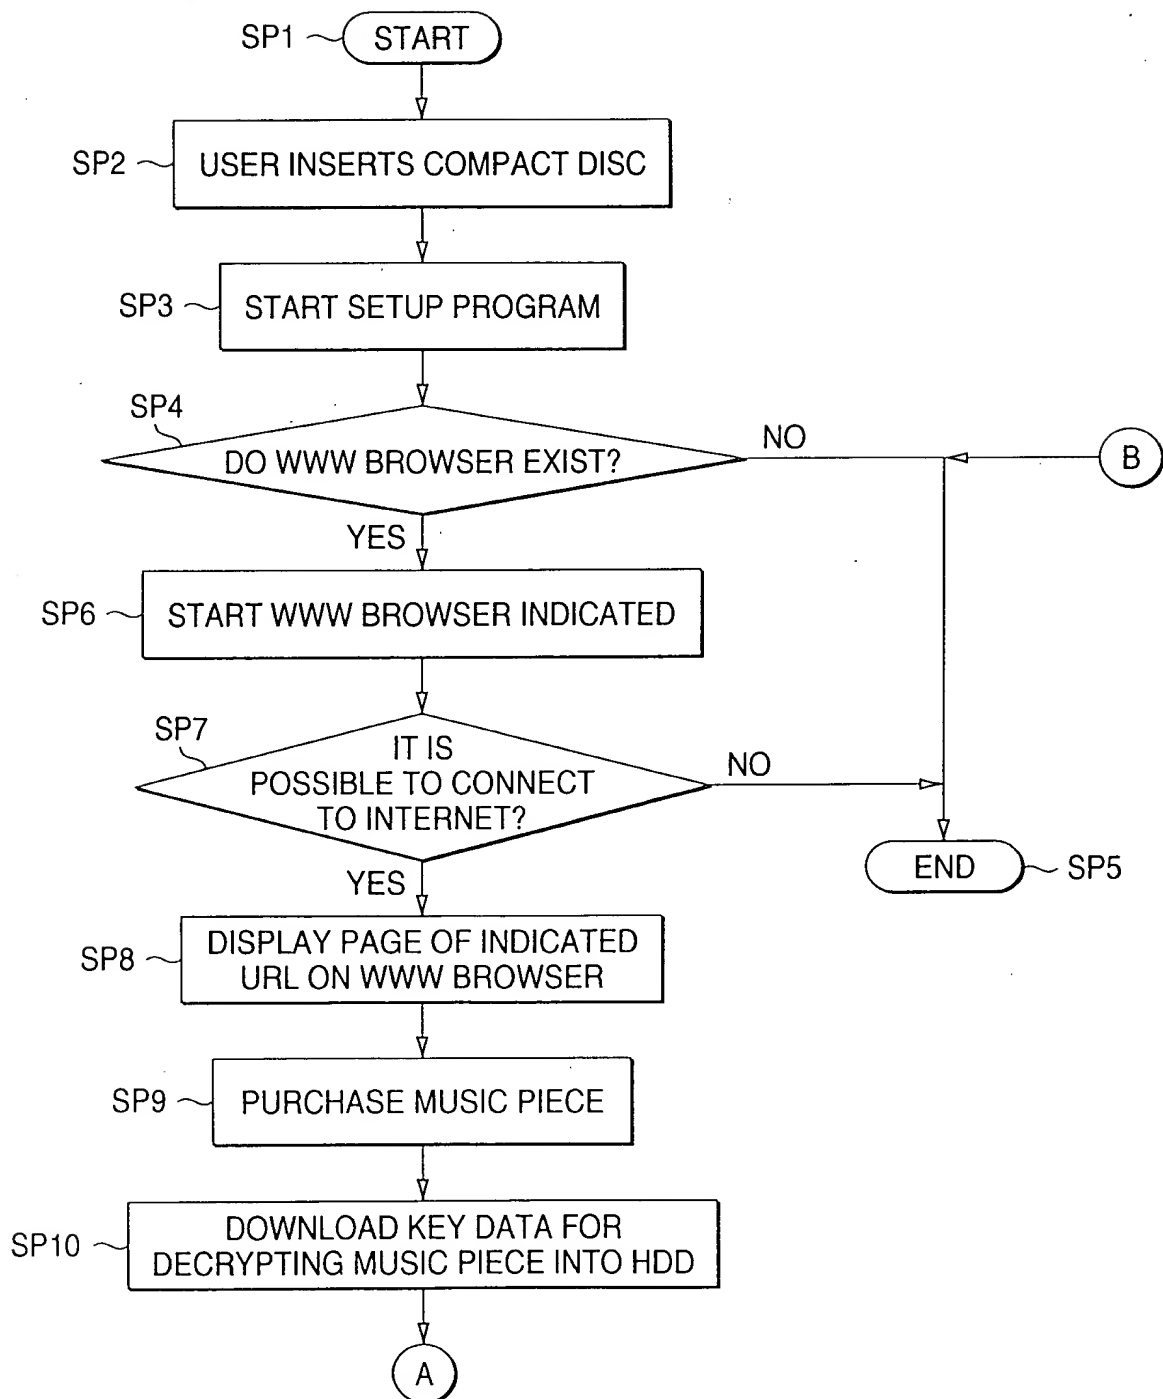 SP1
START
SP2
USER INSERTS COMPACT DISC
SP3
START SETUP PROGRAM
SP4
DO WWW BROWSER EXIST?
NO
B
YES
SP6
START WWW BROWSER INDICATED
SP7
IT IS
POSSIBLE TO CONNECT
TO INTERNET?
NO
YES
END
SP5
SP8
DISPLAY PAGE OF INDICATED
URL ON WWW BROWSER
SP9
PURCHASE MUSIC PIECE
SP10
DOWNLOAD KEY DATA FOR
DECRYPTING MUSIC PIECE INTO HDD
A